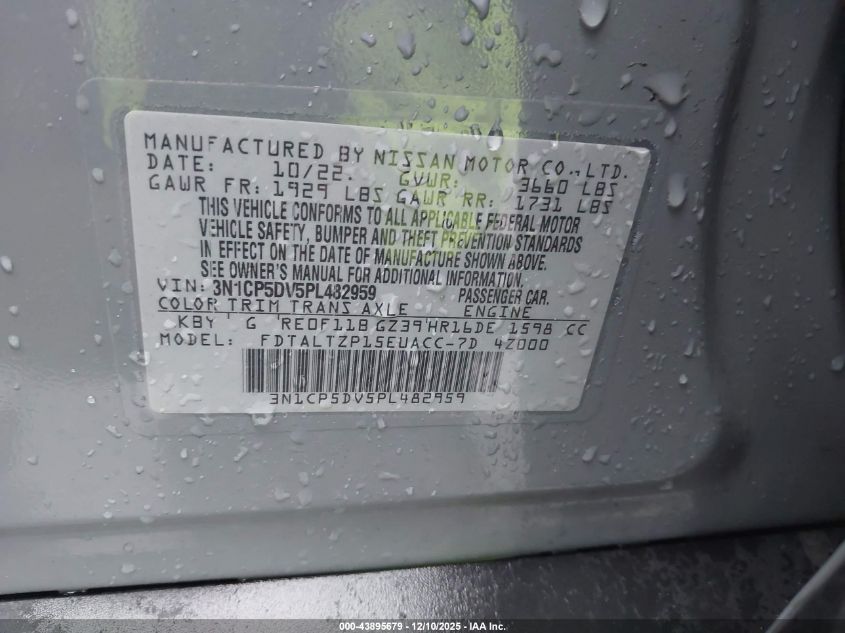 MANUFACTURED BY NISSAN MOTOR CO., LTD.
DATE: 10/22 GVWR: 3660 LBS
GAWR FR: 1929 LBS GAWR RR: 1731 LBS
THIS VEHICLE CONFORMS TO ALL APPLICABLE FEDERAL MOTOR
VEHICLE SAFETY, BUMPER AND THEFT PREVENTION STANDARDS
IN EFFECT ON THE DATE OF MANUFACTURE SHOWN ABOVE.
SEE OWNER'S MANUAL FOR ADDITIONAL INFORMATION.
VIN: 3N1CP5DV5PL482959 PASSENGER CAR.
COLOR TRIM TRANS AXLE ENGINE
KBY G RE0F11B GZ39 HR16DE 1598 CC
MODEL: FDTALTZP15EUACC-7D 4Z000
3N1CP5DV5PL482959
000-43895679 - 12/10/2025 - IAA Inc.